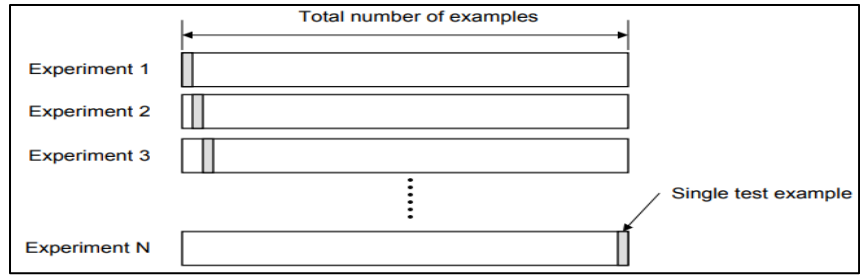 Total number of examples
Experiment 1
Experiment 2
Experiment 3
Single test example
Experiment N